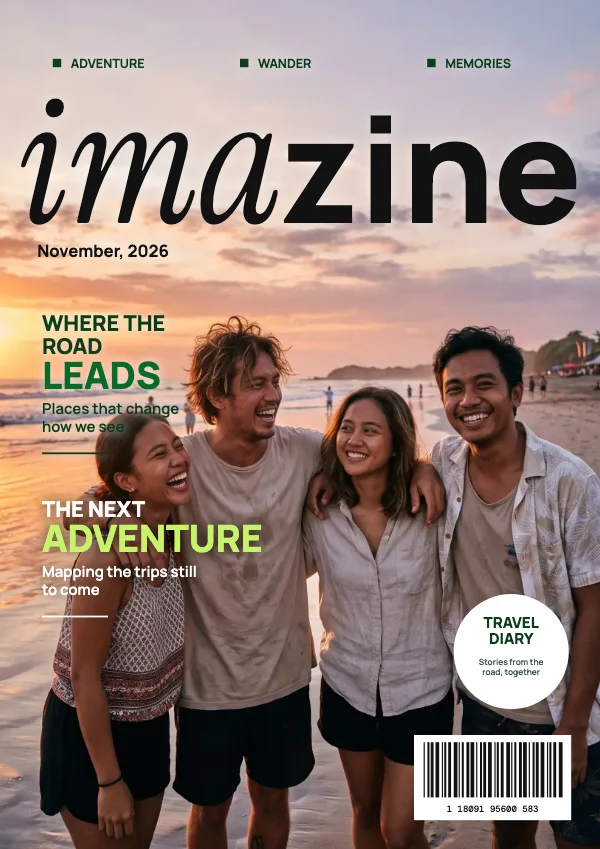 ADVENTURE
WANDER
MEMORIES
imazine
November, 2026
WHERE THE
ROAD
LEADS
Places that change
how we see
THE NEXT
ADVENTURE
Mapping the trips still
to come
TRAVEL
DIARY
Stories from the
road, together
1 18091 95600 583